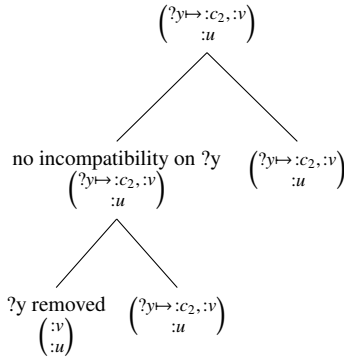 (?y↦:c₂,:v
:u)
no incompatibility on ?y
(?y↦:c₂,:v
:u)
(?y↦:c₂,:v
:u)
?y removed
(:v
:u)
(?y↦:c₂,:v
:u)